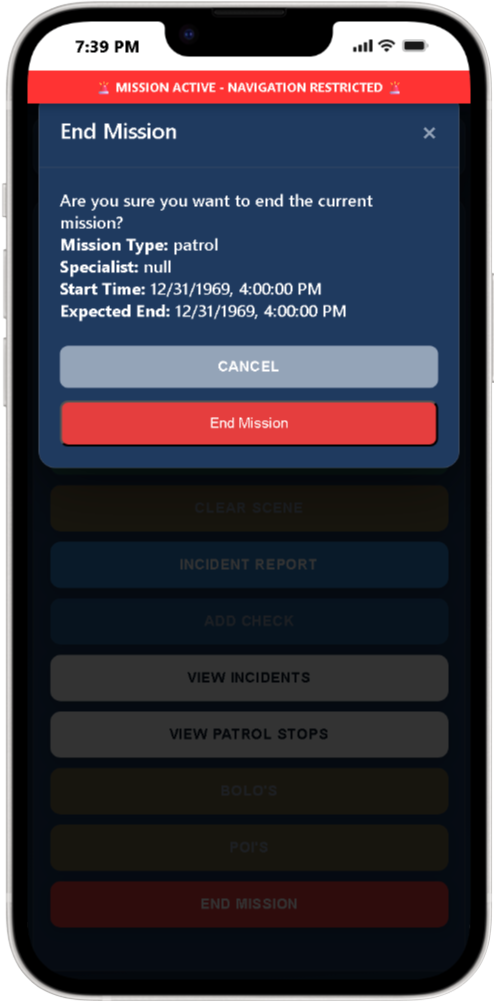 7:39 PM
🚨 MISSION ACTIVE - NAVIGATION RESTRICTED 🚨
End Mission ×
Are you sure you want to end the current
mission?
Mission Type: patrol
Specialist: null
Start Time: 12/31/1969, 4:00:00 PM
Expected End: 12/31/1969, 4:00:00 PM
CANCEL
End Mission
CLEAR SCENE
INCIDENT REPORT
ADD CHECK
VIEW INCIDENTS
VIEW PATROL STOPS
BOLO'S
POI'S
END MISSION